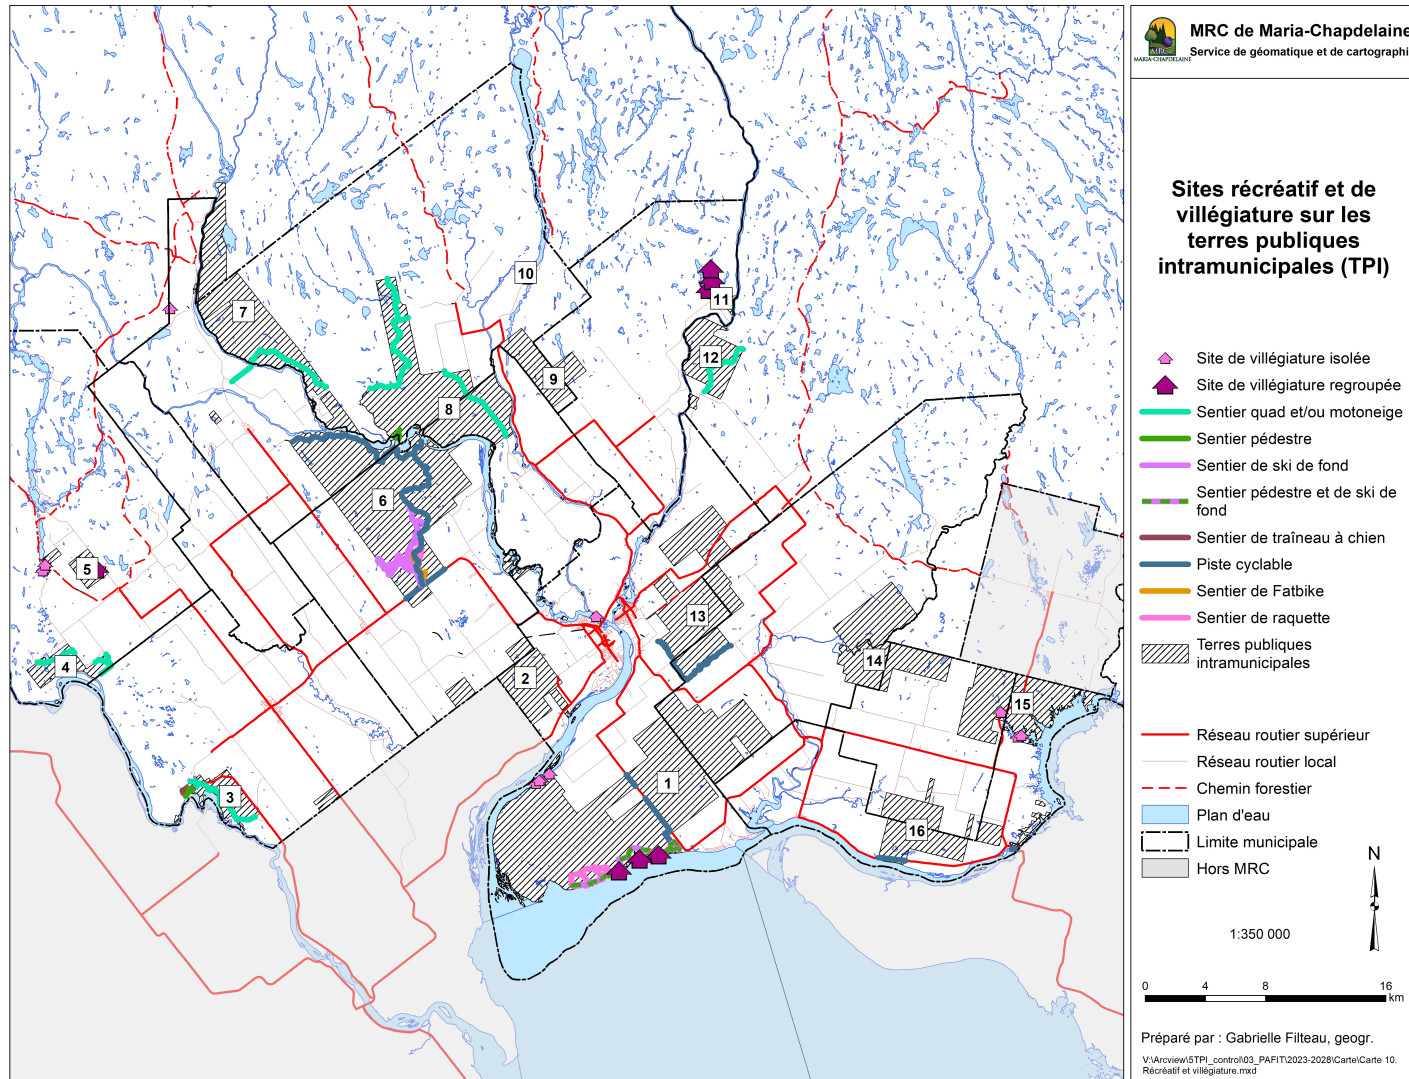 MRC de Maria-Chapdelaine
Service de géomatique et de cartographi
MRC
MARIA-CHAPDELAINE
Sites récréatif et de
villégiature sur les
terres publiques
intramunicipales (TPI)
Site de villégiature isolée
Site de villégiature regroupée
Sentier quad et/ou motoneige
Sentier pédestre
Sentier de ski de fond
Sentier pédestre et de ski de
fond
Sentier de traîneau à chien
Piste cyclable
Sentier de Fatbike
Sentier de raquette
Terres publiques
intramunicipales
Réseau routier supérieur
Réseau routier local
Chemin forestier
Plan d'eau
Limite municipale
Hors MRC
N
1:350 000
0 4 8 16
km
Préparé par : Gabrielle Filteau, geogr.
V:\Arcview\5TPI_control\03_PAFIT\2023-2028\Carte\Carte 10.
Récréatif et villégiature.mxd
10
11
7
12
9
8
6
5
13
14
4
2
15
1
3
16